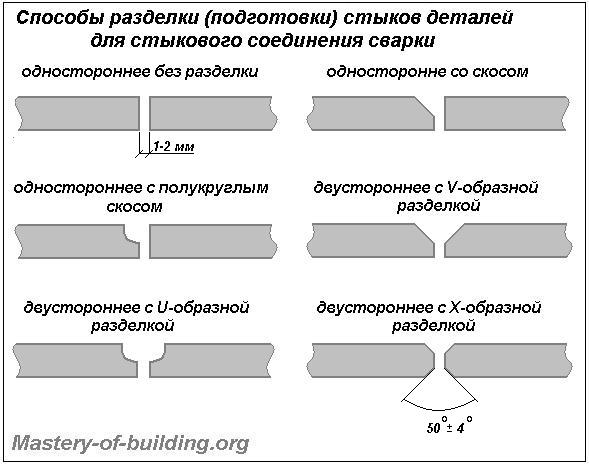 Способы разделки (подготовки) стыков деталей
для стыкового соединения сварки
одностороннее без разделки
односторонне со скосом
1-2 мм
одностороннее с полукруглым
скосом
двустороннее с V-образной
разделкой
двустороннее с U-образной
разделкой
двустороннее с X-образной
разделкой
50°± 4°
Mastery-of-building.org